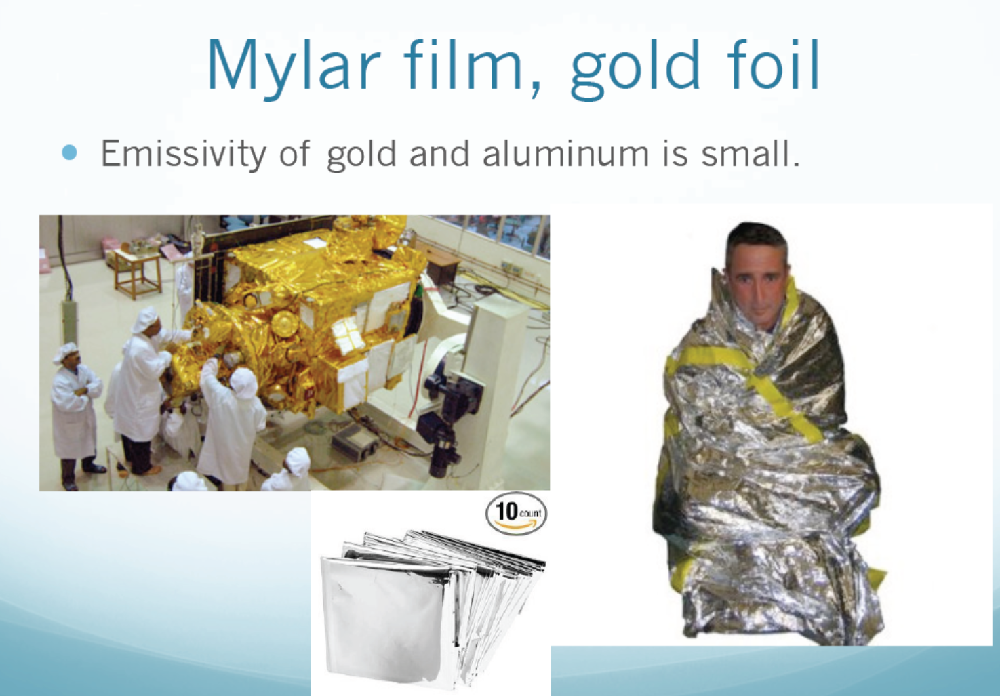 Mylar film, gold foil
Emissivity of gold and aluminum is small.
10 count